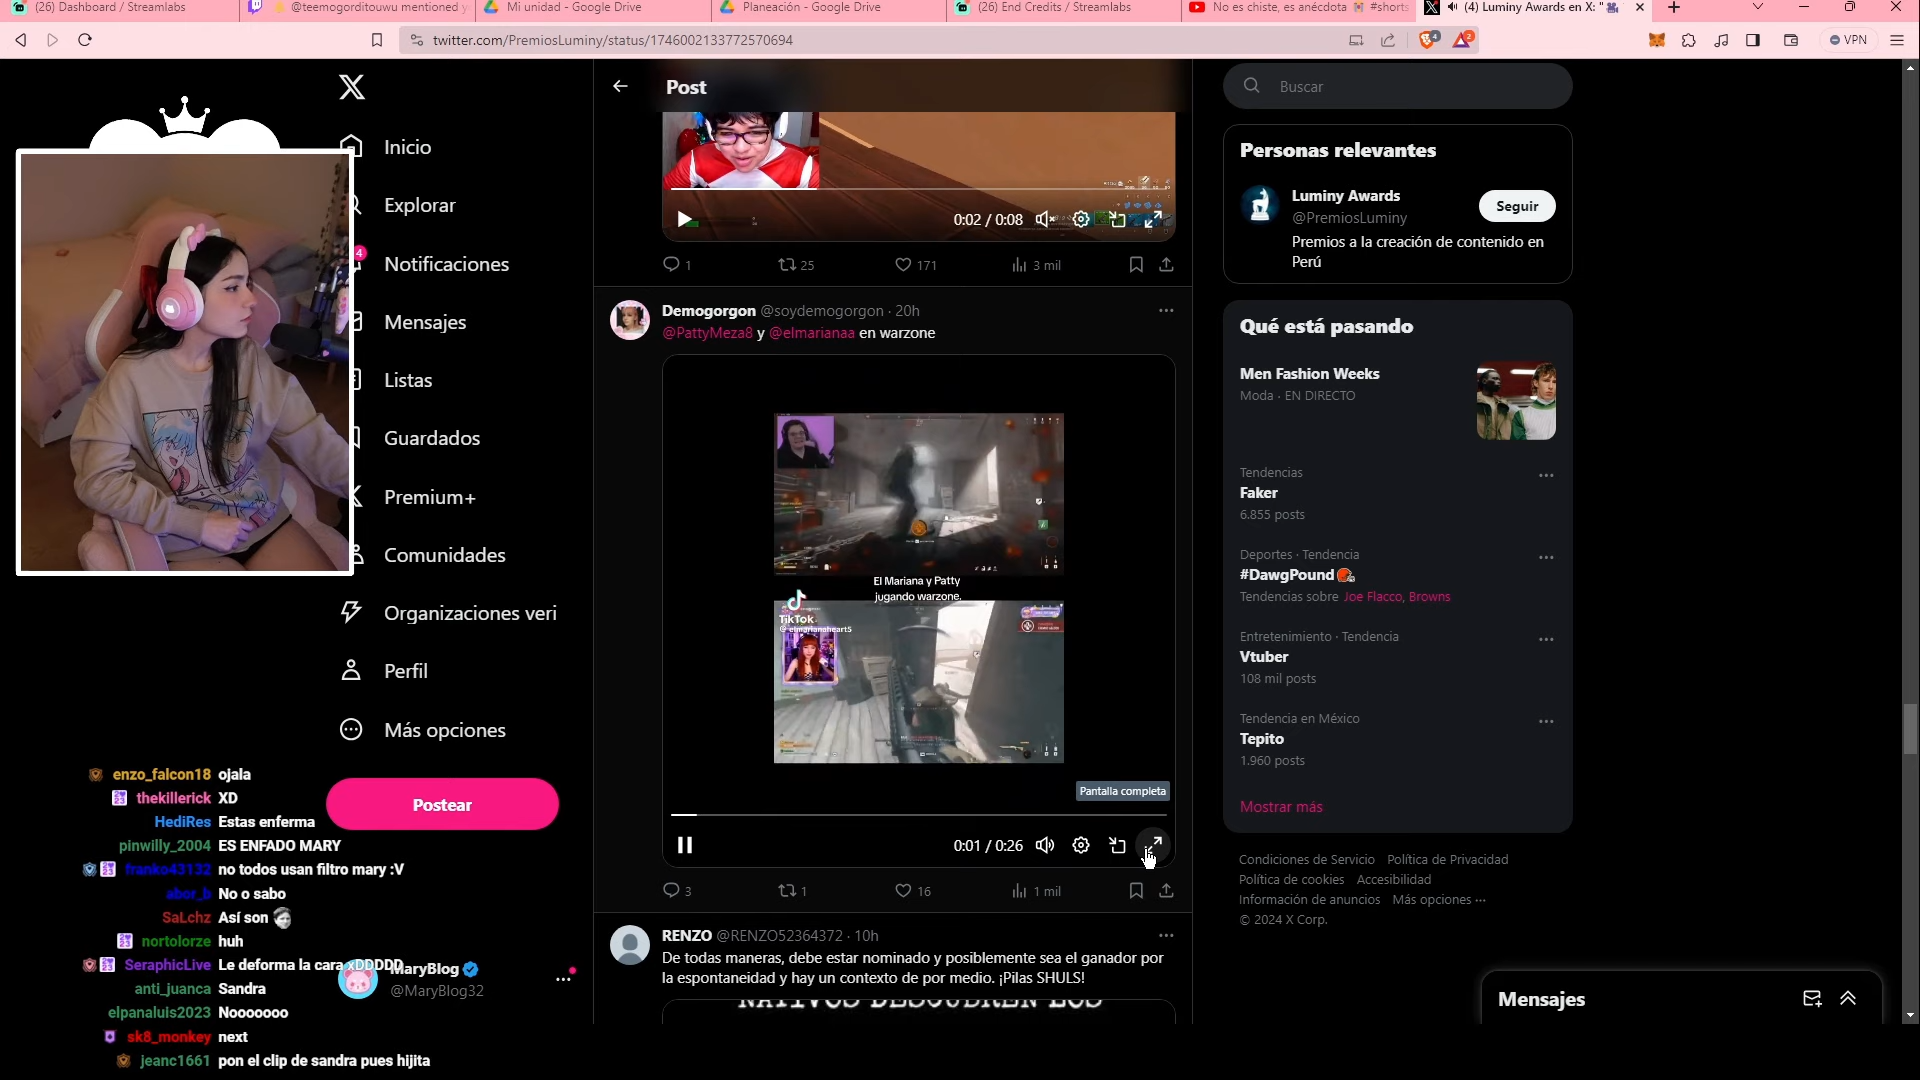 (26) Dashboard / Streamlabs
@teemogorditouwu mentioned
Mi unidad - Google Drive
Planeación - Google Drive
(26) End Credits / Streamlabs
No es chiste, es anécdota #shorts
(4) Luminy Awards en X: "
twitter.com/PremiosLuminy/status/1746002133772570694
4
2
VPN
Inicio
Explorar
4
Notificaciones
Mensajes
Listas
Guardados
Premium+
Comunidades
Organizaciones veri
Perfil
Más opciones
Postear
MaryBlog
@MaryBlog32
enzo_falcon18 ojala
thekillerick XD
HediRes Estas enferma
pinwilly_2004 ES ENFADO MARY
franko43132 no todos usan filtro mary :V
abor_b No o sabo
SaLchz Así son
nortolorze huh
SeraphicLive Le deforma la cara xDDDDD
anti_juanca Sandra
elpanaluis2023 Nooooooo
sk8_monkey next
jeanc1661 pon el clip de sandra pues hijita
Post
0:02 / 0:08
1
25
171
3 mil
Demogorgon @soydemogorgon · 20h
@PattyMeza8 y @elmarianaa en warzone
El Mariana y Patty
jugando warzone.
TikTok
@elmarianaheart5
Pantalla completa
0:01 / 0:26
3
1
16
1 mil
RENZO @RENZO52364372 · 10h
De todas maneras, debe estar nominado y posiblemente sea el ganador por
la espontaneidad y hay un contexto de por medio. ¡Pilas SHULS!
NATIVOS DESCUBREN LOS
Buscar
Personas relevantes
Luminy Awards
@PremiosLuminy
Seguir
Premios a la creación de contenido en
Perú
Qué está pasando
Men Fashion Weeks
Moda · EN DIRECTO
Tendencias
Faker
6.855 posts
Deportes · Tendencia
#DawgPound
Tendencias sobre Joe Flacco, Browns
Entretenimiento · Tendencia
Vtuber
108 mil posts
Tendencia en México
Tepito
1.960 posts
Mostrar más
Condiciones de Servicio Política de Privacidad
Política de cookies Accesibilidad
Información de anuncios Más opciones ···
© 2024 X Corp.
Mensajes